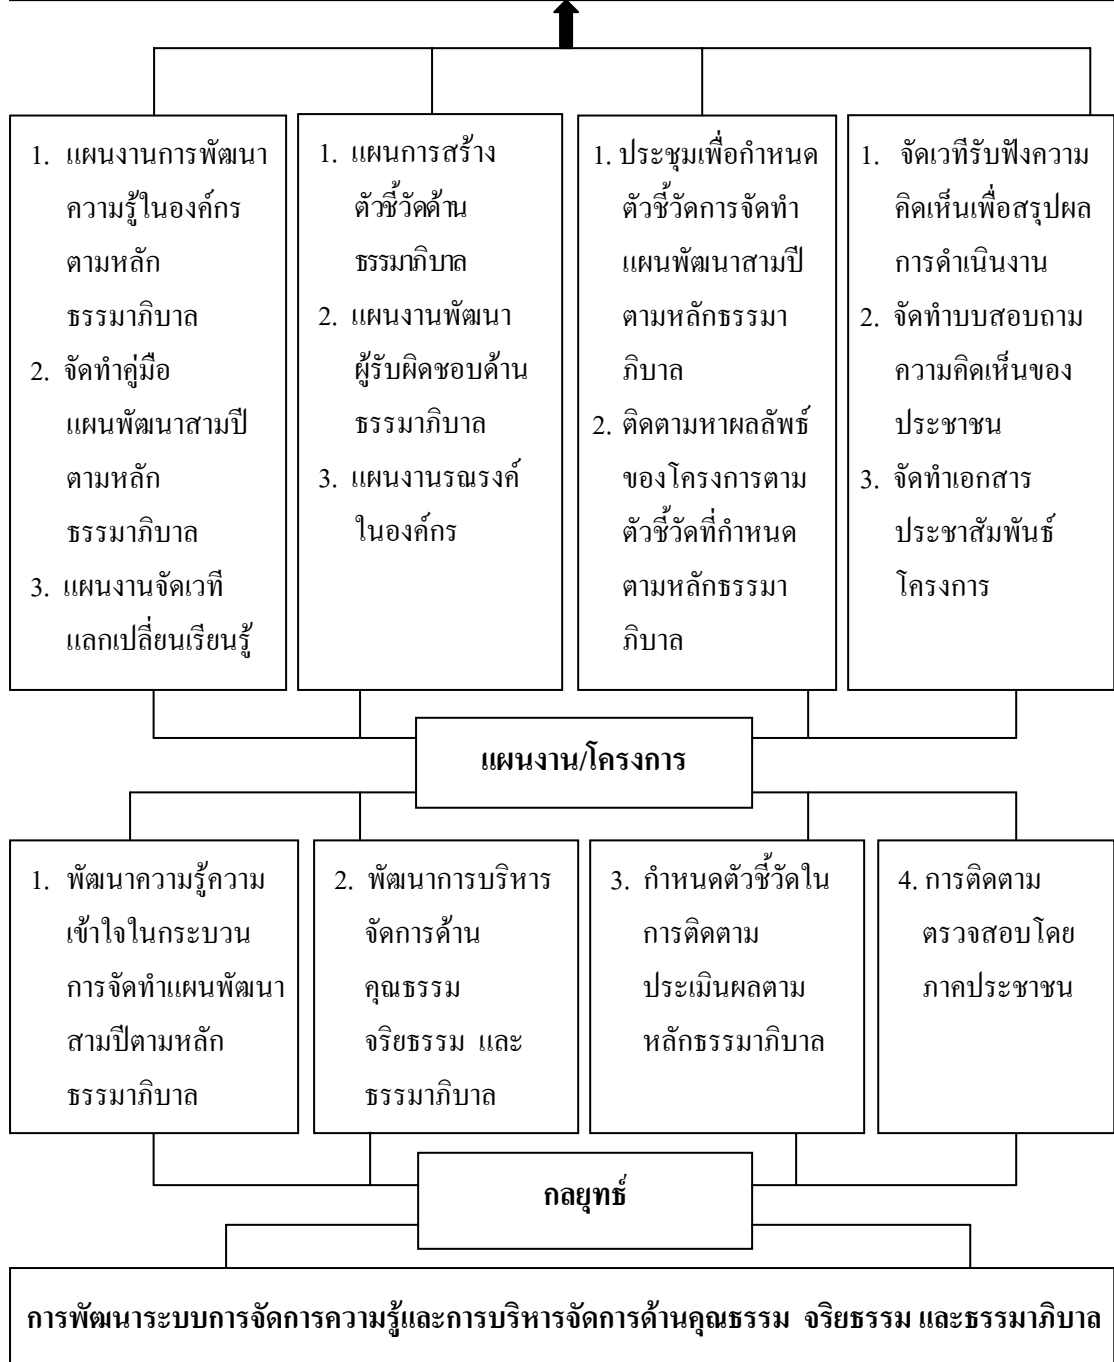 1. แผนงานการพัฒนา
ความรู้ในองค์กร
ตามหลัก
ธรรมาภิบาล
2. จัดทำคู่มือ
แผนพัฒนาสามปี
ตามหลัก
ธรรมาภิบาล
3. แผนงานจัดเวที
แลกเปลี่ยนเรียนรู้
1. แผนการสร้าง
ตัวชี้วัดด้าน
ธรรมาภิบาล
2. แผนงานพัฒนา
ผู้รับผิดชอบด้าน
ธรรมาภิบาล
3. แผนงานรณรงค์
ในองค์กร
1. ประชุมเพื่อกำหนด
ตัวชี้วัดการจัดทำ
แผนพัฒนาสามปี
ตามหลักธรรมา
ภิบาล
2. ติดตามหาผลลัพธ์
ของโครงการตาม
ตัวชี้วัดที่กำหนด
ตามหลักธรรมา
ภิบาล
1. จัดเวทีรับฟังความ
คิดเห็นเพื่อสรุปผล
การดำเนินงาน
2. จัดทำบบสอบถาม
ความคิดเห็นของ
ประชาชน
3. จัดทำเอกสาร
ประชาสัมพันธ์
โครงการ
แผนงาน/โครงการ
1. พัฒนาความรู้ความ
เข้าใจในกระบวน
การจัดทำแผนพัฒนา
สามปีตามหลัก
ธรรมาภิบาล
2. พัฒนาการบริหาร
จัดการด้าน
คุณธรรม
จริยธรรม และ
ธรรมาภิบาล
3. กำหนดตัวชี้วัดใน
การติดตาม
ประเมินผลตาม
หลักธรรมาภิบาล
4. การติดตาม
ตรวจสอบโดย
ภาคประชาชน
กลยุทธ์
การพัฒนาระบบการจัดการความรู้และการบริหารจัดการด้านคุณธรรม จริยธรรม และธรรมาภิบาล